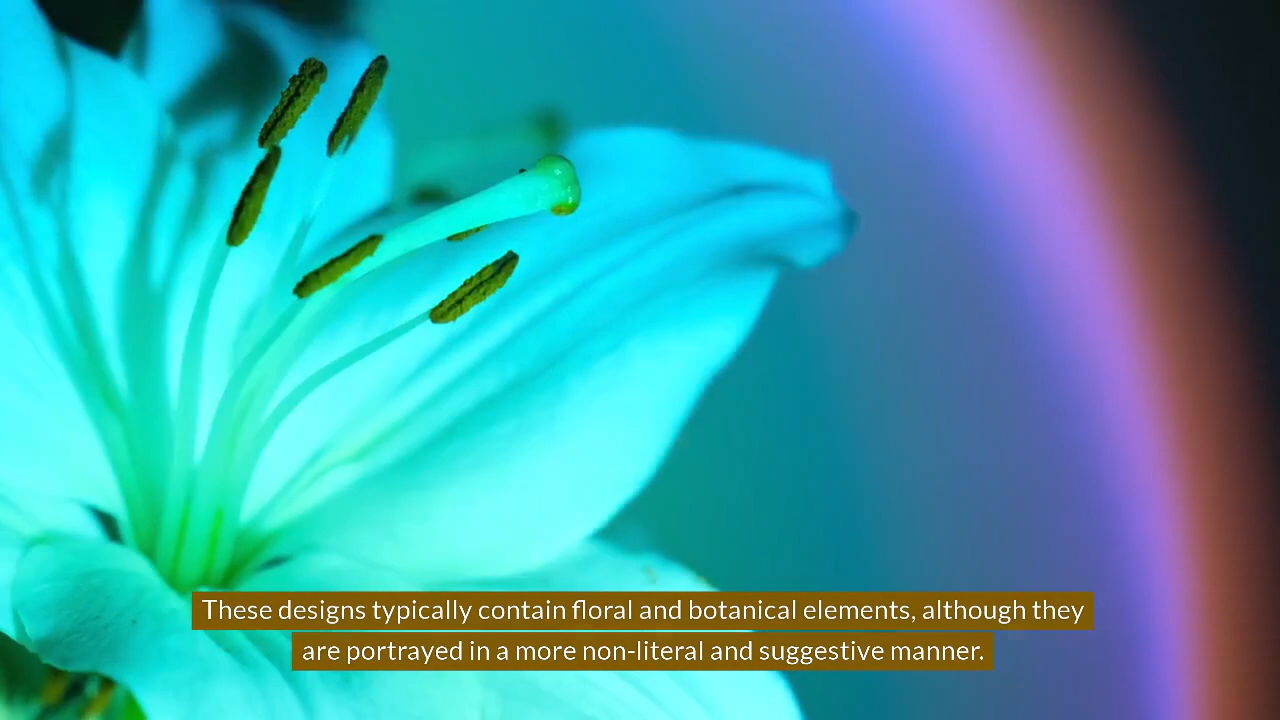 These designs typically contain floral and botanical elements, although they
are portrayed in a more non-literal and suggestive manner.